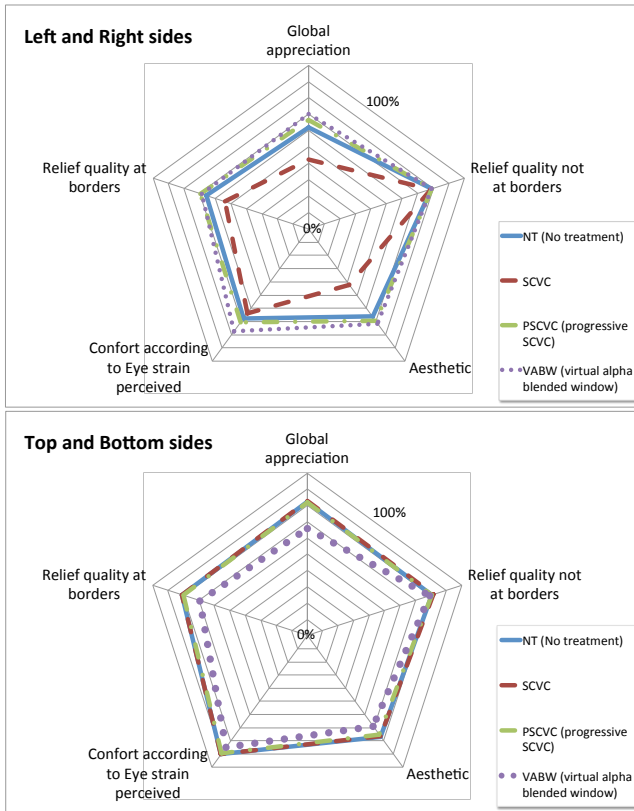 Left and Right sides
Global
appreciation
100%
Relief quality at
borders
Relief quality not
at borders
0%
NT (No treatment)
SCVC
PSCVC (progressive
SCVC)
VABW (virtual alpha
blended window)
Confort according
to Eye strain
perceived
Aesthetic
Top and Bottom sides
Global
appreciation
100%
Relief quality at
borders
Relief quality not
at borders
0%
NT (No treatment)
SCVC
PSCVC (progressive
SCVC)
VABW (virtual alpha
blended window)
Confort according
to Eye strain
perceived
Aesthetic